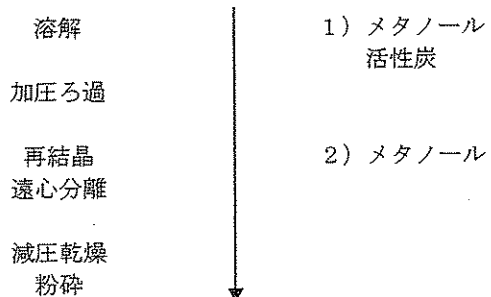 溶解
1) メタノール
活性炭
加圧ろ過
再結晶
2) メタノール
遠心分離
減圧乾燥
粉砕